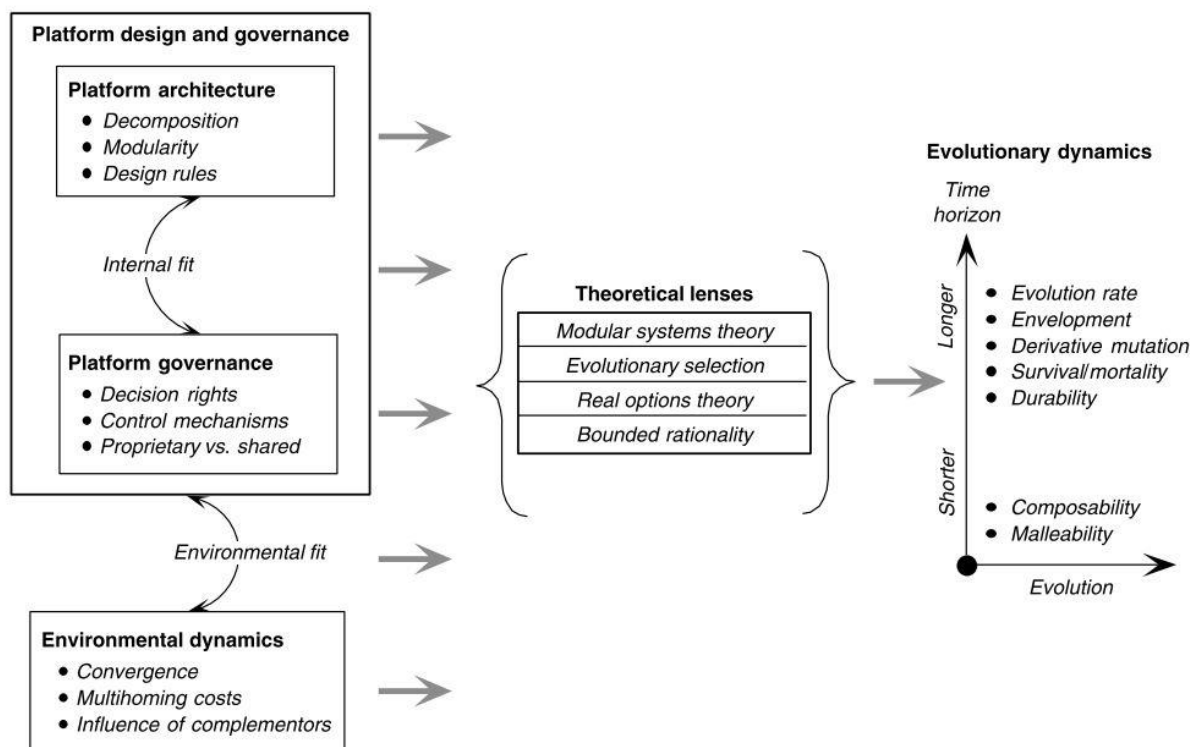 Platform design and governance
Platform architecture
• Decomposition
• Modularity
• Design rules
Internal fit
Platform governance
• Decision rights
• Control mechanisms
• Proprietary vs. shared
Environmental fit
Environmental dynamics
• Convergence
• Multihoming costs
• Influence of complementors
Theoretical lenses
Modular systems theory
Evolutionary selection
Real options theory
Bounded rationality
Evolutionary dynamics
Time
horizon
Longer
• Evolution rate
• Envelopment
• Derivative mutation
• Survival/mortality
• Durability
Shorter
• Composability
• Malleability
Evolution